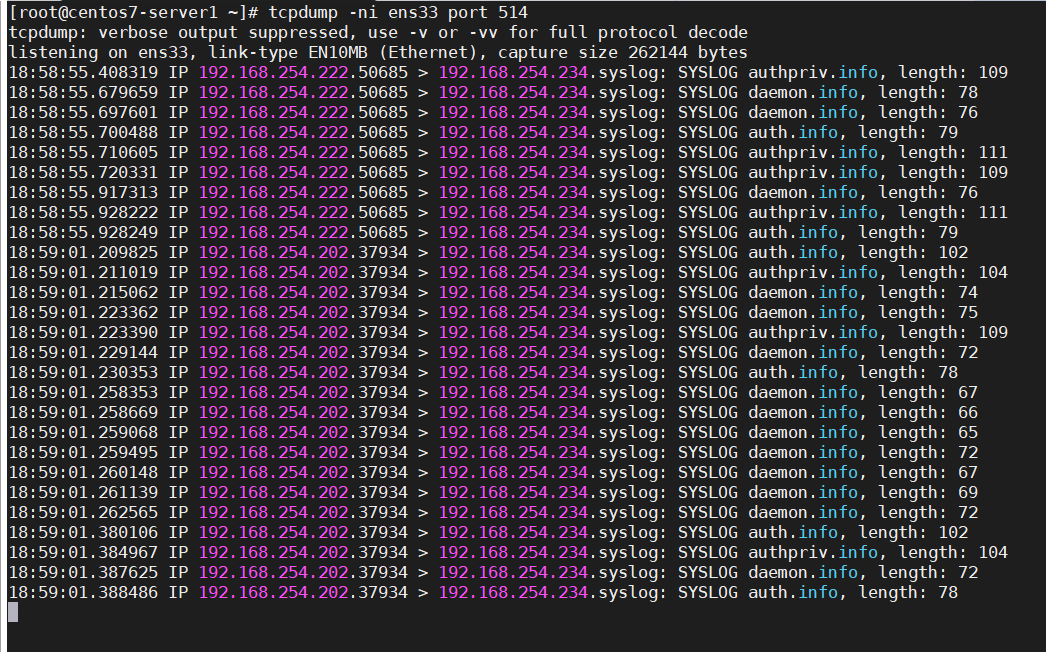 [root@centos7-server1 ~]# tcpdump -ni ens33 port 514
tcpdump: verbose output suppressed, use -v or -vv for full protocol decode
listening on ens33, link-type EN10MB (Ethernet), capture size 262144 bytes
18:58:55.408319 IP 192.168.254.222.50685 > 192.168.254.234.syslog: SYSLOG authpriv.info, length: 109
18:58:55.679659 IP 192.168.254.222.50685 > 192.168.254.234.syslog: SYSLOG daemon.info, length: 78
18:58:55.697601 IP 192.168.254.222.50685 > 192.168.254.234.syslog: SYSLOG daemon.info, length: 76
18:58:55.700488 IP 192.168.254.222.50685 > 192.168.254.234.syslog: SYSLOG auth.info, length: 79
18:58:55.710605 IP 192.168.254.222.50685 > 192.168.254.234.syslog: SYSLOG authpriv.info, length: 111
18:58:55.720331 IP 192.168.254.222.50685 > 192.168.254.234.syslog: SYSLOG authpriv.info, length: 109
18:58:55.917313 IP 192.168.254.222.50685 > 192.168.254.234.syslog: SYSLOG daemon.info, length: 76
18:58:55.928222 IP 192.168.254.222.50685 > 192.168.254.234.syslog: SYSLOG authpriv.info, length: 111
18:58:55.928249 IP 192.168.254.222.50685 > 192.168.254.234.syslog: SYSLOG auth.info, length: 79
18:59:01.209825 IP 192.168.254.202.37934 > 192.168.254.234.syslog: SYSLOG auth.info, length: 102
18:59:01.211019 IP 192.168.254.202.37934 > 192.168.254.234.syslog: SYSLOG authpriv.info, length: 104
18:59:01.215062 IP 192.168.254.202.37934 > 192.168.254.234.syslog: SYSLOG daemon.info, length: 74
18:59:01.223362 IP 192.168.254.202.37934 > 192.168.254.234.syslog: SYSLOG daemon.info, length: 75
18:59:01.223390 IP 192.168.254.202.37934 > 192.168.254.234.syslog: SYSLOG authpriv.info, length: 109
18:59:01.229144 IP 192.168.254.202.37934 > 192.168.254.234.syslog: SYSLOG daemon.info, length: 72
18:59:01.230353 IP 192.168.254.202.37934 > 192.168.254.234.syslog: SYSLOG auth.info, length: 78
18:59:01.258353 IP 192.168.254.202.37934 > 192.168.254.234.syslog: SYSLOG daemon.info, length: 67
18:59:01.258669 IP 192.168.254.202.37934 > 192.168.254.234.syslog: SYSLOG daemon.info, length: 66
18:59:01.259068 IP 192.168.254.202.37934 > 192.168.254.234.syslog: SYSLOG daemon.info, length: 65
18:59:01.259495 IP 192.168.254.202.37934 > 192.168.254.234.syslog: SYSLOG daemon.info, length: 72
18:59:01.260148 IP 192.168.254.202.37934 > 192.168.254.234.syslog: SYSLOG daemon.info, length: 67
18:59:01.261139 IP 192.168.254.202.37934 > 192.168.254.234.syslog: SYSLOG daemon.info, length: 69
18:59:01.262565 IP 192.168.254.202.37934 > 192.168.254.234.syslog: SYSLOG daemon.info, length: 72
18:59:01.380106 IP 192.168.254.202.37934 > 192.168.254.234.syslog: SYSLOG auth.info, length: 102
18:59:01.384967 IP 192.168.254.202.37934 > 192.168.254.234.syslog: SYSLOG authpriv.info, length: 104
18:59:01.387625 IP 192.168.254.202.37934 > 192.168.254.234.syslog: SYSLOG daemon.info, length: 72
18:59:01.388486 IP 192.168.254.202.37934 > 192.168.254.234.syslog: SYSLOG auth.info, length: 78